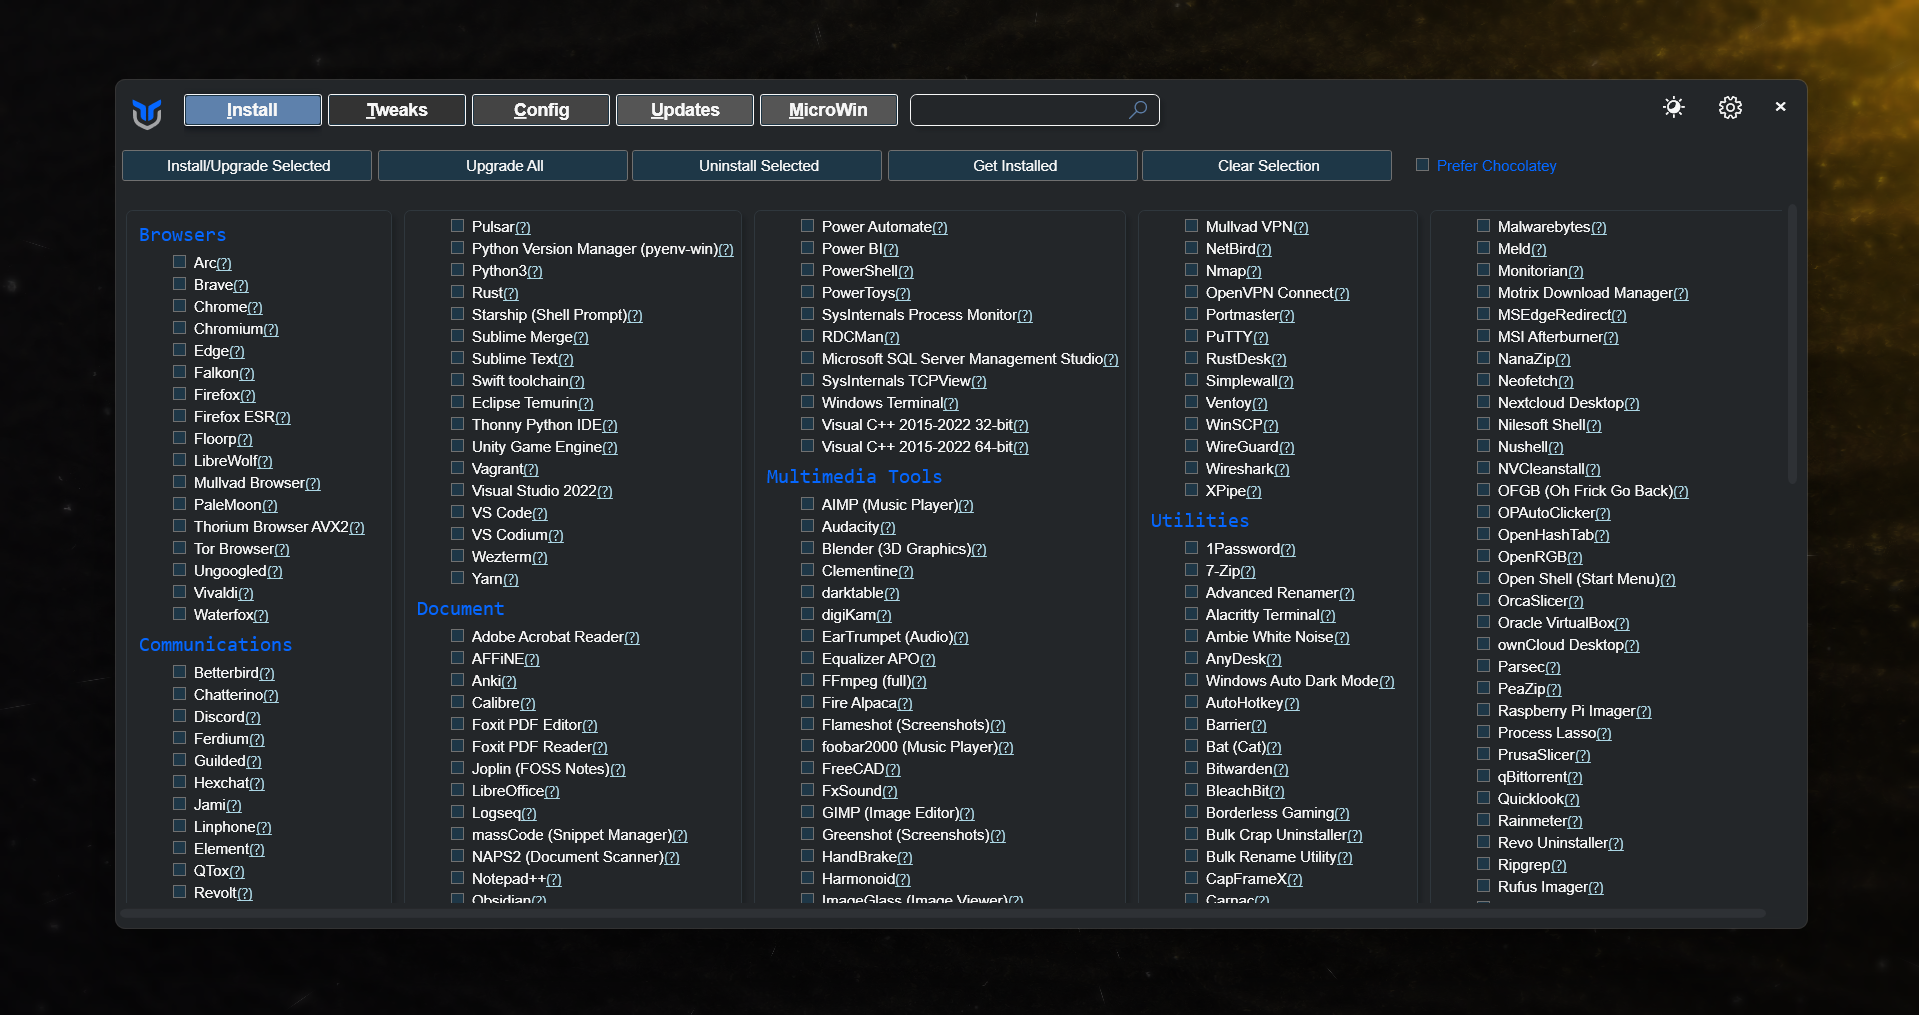 Install
Tweaks
Config
Updates
MicroWin
Install/Upgrade Selected
Upgrade All
Uninstall Selected
Get Installed
Clear Selection
Prefer Chocolatey
Browsers
Arc(?)
Brave(?)
Chrome(?)
Chromium(?)
Edge(?)
Falkon(?)
Firefox(?)
Firefox ESR(?)
Floorp(?)
LibreWolf(?)
Mullvad Browser(?)
PaleMoon(?)
Thorium Browser AVX2(?)
Tor Browser(?)
Ungoogled(?)
Vivaldi(?)
Waterfox(?)
Communications
Betterbird(?)
Chatterino(?)
Discord(?)
Ferdium(?)
Guilded(?)
Hexchat(?)
Jami(?)
Linphone(?)
Element(?)
QTox(?)
Revolt(?)
Pulsar(?)
Python Version Manager (pyenv-win)(?)
Python3(?)
Rust(?)
Starship (Shell Prompt)(?)
Sublime Merge(?)
Sublime Text(?)
Swift toolchain(?)
Eclipse Temurin(?)
Thonny Python IDE(?)
Unity Game Engine(?)
Vagrant(?)
Visual Studio 2022(?)
VS Code(?)
VS Codium(?)
Wezterm(?)
Yarn(?)
Document
Adobe Acrobat Reader(?)
AFFiNE(?)
Anki(?)
Calibre(?)
Foxit PDF Editor(?)
Foxit PDF Reader(?)
Joplin (FOSS Notes)(?)
LibreOffice(?)
Logseq(?)
massCode (Snippet Manager)(?)
NAPS2 (Document Scanner)(?)
Notepad++(?)
Obsidian(?)
Power Automate(?)
Power BI(?)
PowerShell(?)
PowerToys(?)
SysInternals Process Monitor(?)
RDCMan(?)
Microsoft SQL Server Management Studio(?)
SysInternals TCPView(?)
Windows Terminal(?)
Visual C++ 2015-2022 32-bit(?)
Visual C++ 2015-2022 64-bit(?)
Multimedia Tools
AIMP (Music Player)(?)
Audacity(?)
Blender (3D Graphics)(?)
Clementine(?)
darktable(?)
digiKam(?)
EarTrumpet (Audio)(?)
Equalizer APO(?)
FFmpeg (full)(?)
Fire Alpaca(?)
Flameshot (Screenshots)(?)
foobar2000 (Music Player)(?)
FreeCAD(?)
FxSound(?)
GIMP (Image Editor)(?)
Greenshot (Screenshots)(?)
HandBrake(?)
Harmonoid(?)
ImageGlass (Image Viewer)(?)
Mullvad VPN(?)
NetBird(?)
Nmap(?)
OpenVPN Connect(?)
Portmaster(?)
PuTTY(?)
RustDesk(?)
Simplewall(?)
Ventoy(?)
WinSCP(?)
WireGuard(?)
Wireshark(?)
XPipe(?)
Utilities
1Password(?)
7-Zip(?)
Advanced Renamer(?)
Alacritty Terminal(?)
Ambie White Noise(?)
AnyDesk(?)
Windows Auto Dark Mode(?)
AutoHotkey(?)
Barrier(?)
Bat (Cat)(?)
Bitwarden(?)
BleachBit(?)
Borderless Gaming(?)
Bulk Crap Uninstaller(?)
Bulk Rename Utility(?)
CapFrameX(?)
Carnac(?)
Malwarebytes(?)
Meld(?)
Monitorian(?)
Motrix Download Manager(?)
MSEdgeRedirect(?)
MSI Afterburner(?)
NanaZip(?)
Neofetch(?)
Nextcloud Desktop(?)
Nilesoft Shell(?)
Nushell(?)
NVCleanstall(?)
OFGB (Oh Frick Go Back)(?)
OPAutoClicker(?)
OpenHashTab(?)
OpenRGB(?)
Open Shell (Start Menu)(?)
OrcaSlicer(?)
Oracle VirtualBox(?)
ownCloud Desktop(?)
Parsec(?)
PeaZip(?)
Raspberry Pi Imager(?)
Process Lasso(?)
PrusaSlicer(?)
qBittorrent(?)
Quicklook(?)
Rainmeter(?)
Revo Uninstaller(?)
Ripgrep(?)
Rufus Imager(?)